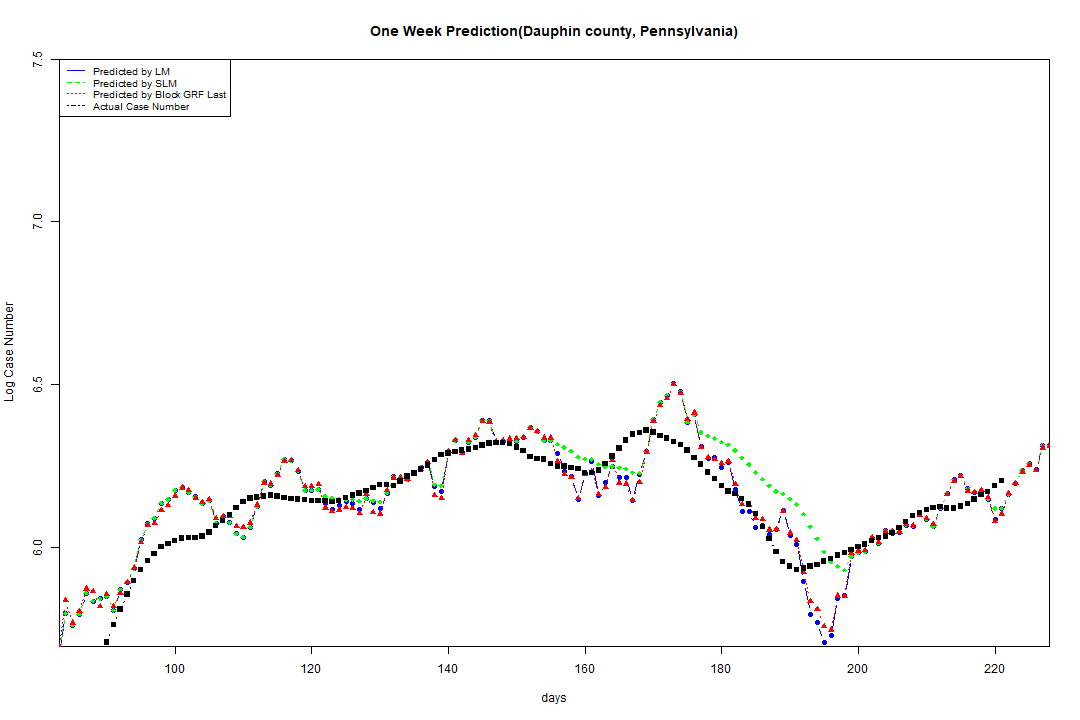 One Week Prediction(Dauphin county, Pennsylvania)
7.5
7.0
6.5
6.0
Log Case Number
Predicted by LM
Predicted by SLM
Predicted by Block GRF Last
Actual Case Number
100 120 140 160 180 200 220
days